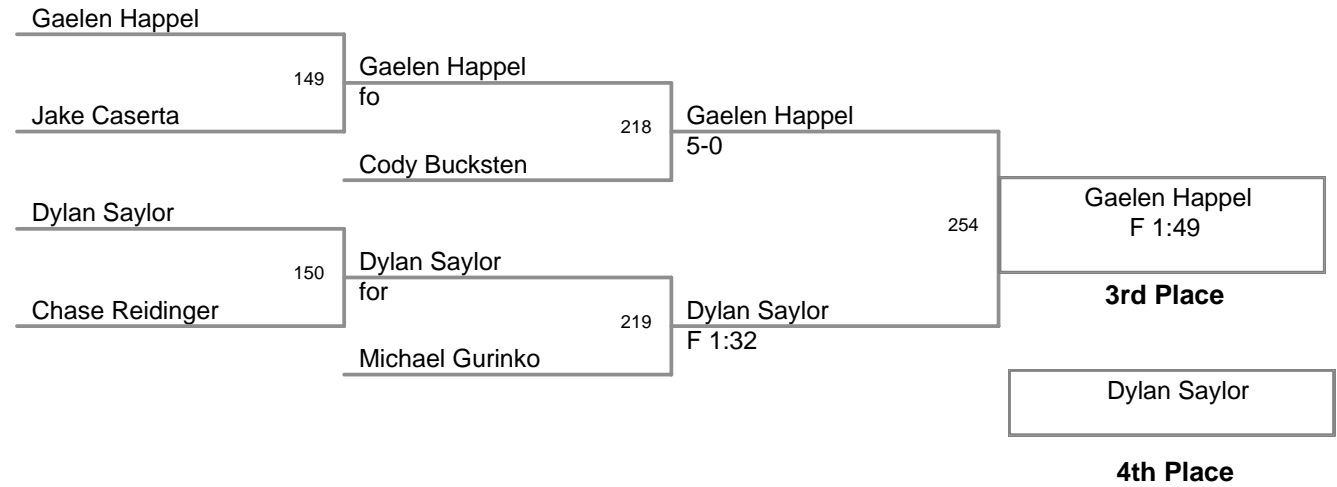 Gaelen Happel
149
Gaelen Happel
fo
Jake Caserta
218
Gaelen Happel
5-0
Cody Bucksten
Dylan Saylor
254
Gaelen Happel
F 1:49
150
Dylan Saylor
for
3rd Place
Chase Reidinger
219
Dylan Saylor
F 1:32
Michael Gurinko
Dylan Saylor
4th Place